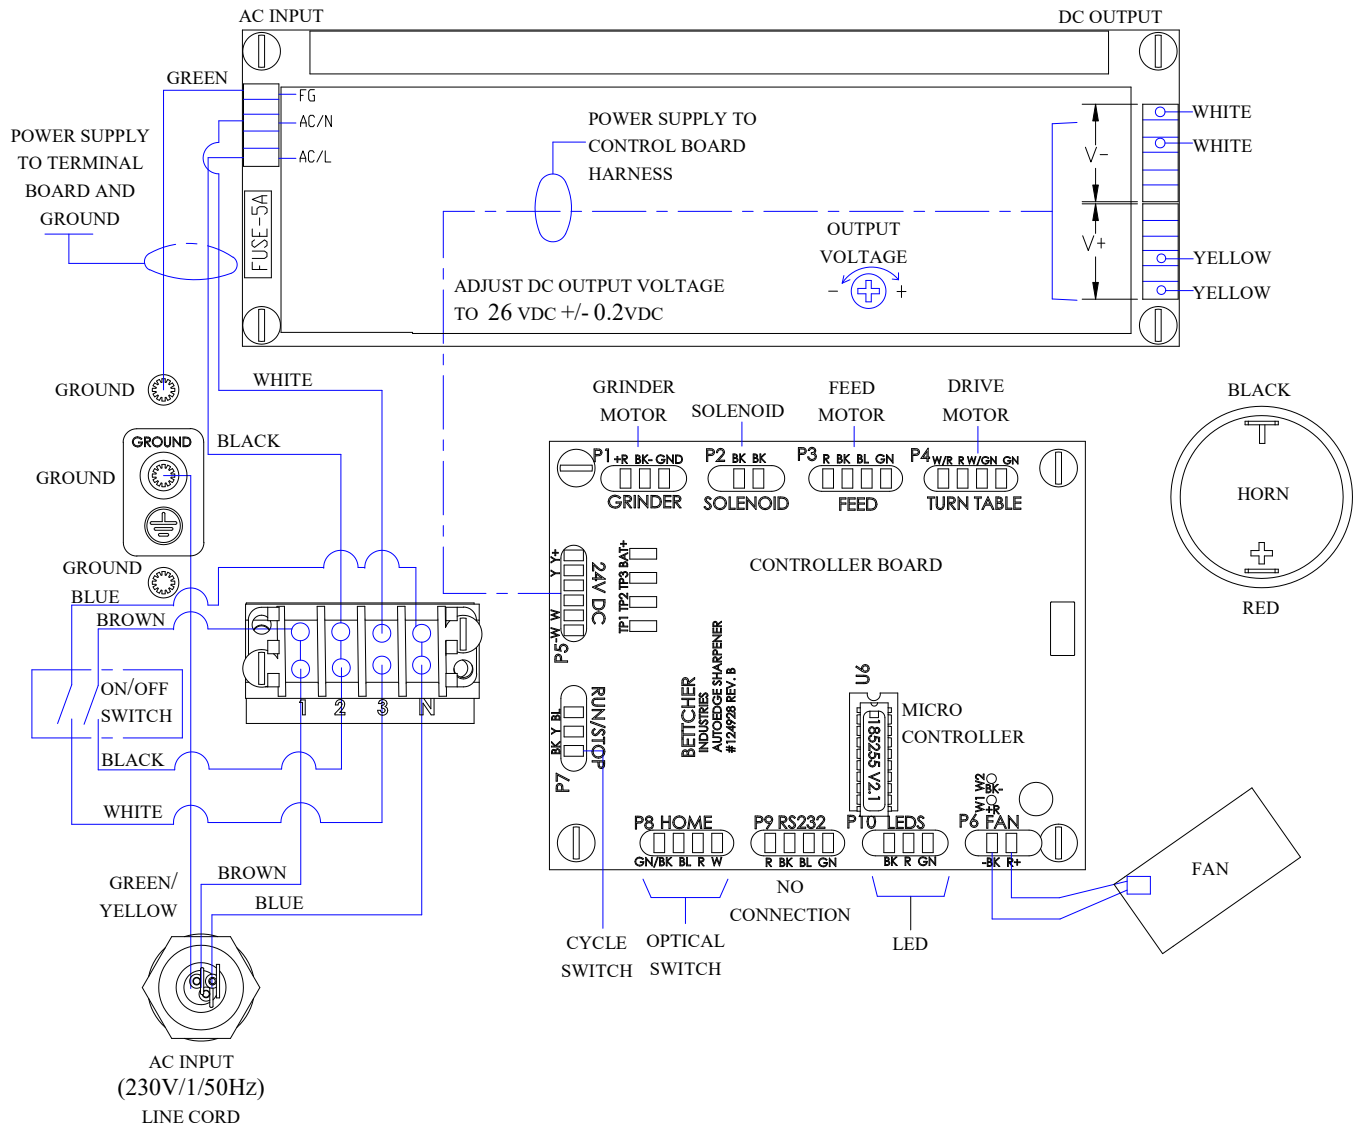 AC INPUT
DC OUTPUT
GREEN
FG
AC/N
AC/L
FUSE-5A
POWER SUPPLY
TO TERMINAL
BOARD AND
GROUND
POWER SUPPLY TO
CONTROL BOARD
HARNESS
OUTPUT
VOLTAGE
- +
ADJUST DC OUTPUT VOLTAGE
TO 26 VDC +/- 0.2VDC
V-
V+
WHITE
WHITE
YELLOW
YELLOW
GROUND
WHITE
BLACK
GROUND
GROUND
GROUND
BLUE
BROWN
ON/OFF
SWITCH
BLACK
WHITE
1 2 3 N
GREEN/
YELLOW
BROWN
BLUE
AC INPUT
(230V/1/50Hz)
LINE CORD
GRINDER
MOTOR
SOLENOID
FEED
MOTOR
DRIVE
MOTOR
P1 +R BK- GND
GRINDER
P2 BK BK
SOLENOID
P3 R BK BL GN
FEED
P4 W/R R W/GN GN
TURN TABLE
CONTROLLER BOARD
P5 -W W Y Y+
24V DC
TP1 TP2 TP3 BAT+
P7 BK Y BL
RUN/STOP
BETTCHER
INDUSTRIES
AUTOEDGE SHARPENER
#124928 REV. B
U9
185255 V2.1
MICRO
CONTROLLER
W1 W2
BK-
+R
P8 HOME
GN/BK BL R W
P9 RS232
R BK BL GN
P10 LEDS
BK R GN
P6 FAN
-BK R+
CYCLE
SWITCH
OPTICAL
SWITCH
NO
CONNECTION
LED
FAN
BLACK
HORN
RED